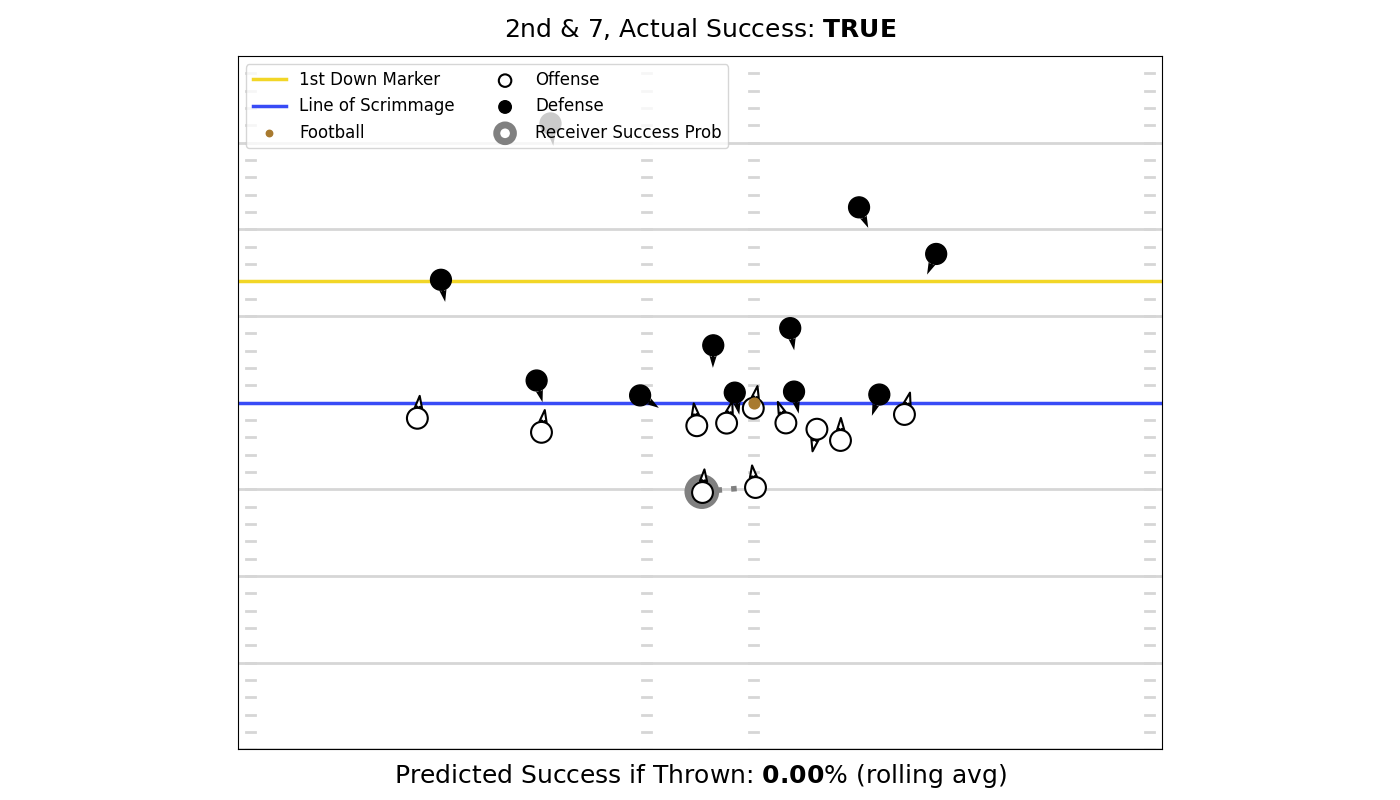 2nd & 7, Actual Success: TRUE
1st Down Marker
Line of Scrimmage
Football
Offense
Defense
Receiver Success Prob
Predicted Success if Thrown: 0.00% (rolling avg)